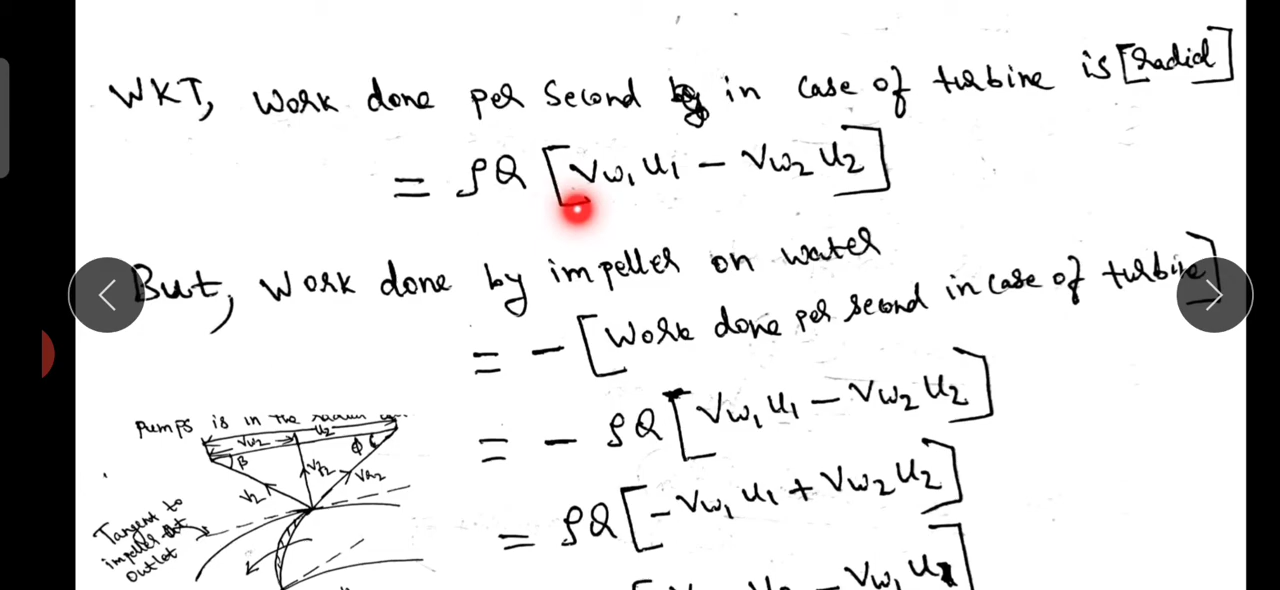 WKT, Work done per Second by in case of turbine is [radial]
= ρQ [Vw₁ u₁ – Vw₂ u₂]
But, Work done by impeller on water
= – [Work done per second in case of turbine]
= – ρQ [Vw₁ u₁ – Vw₂ u₂]
= ρQ [–Vw₁ u₁ + Vw₂ u₂]
– Vw₁ u₁]
pumps is in the
u₂
Vw₂
β
ϕ
Vf₂
V₂
VR₂
Tangent to
impeller at
outlet